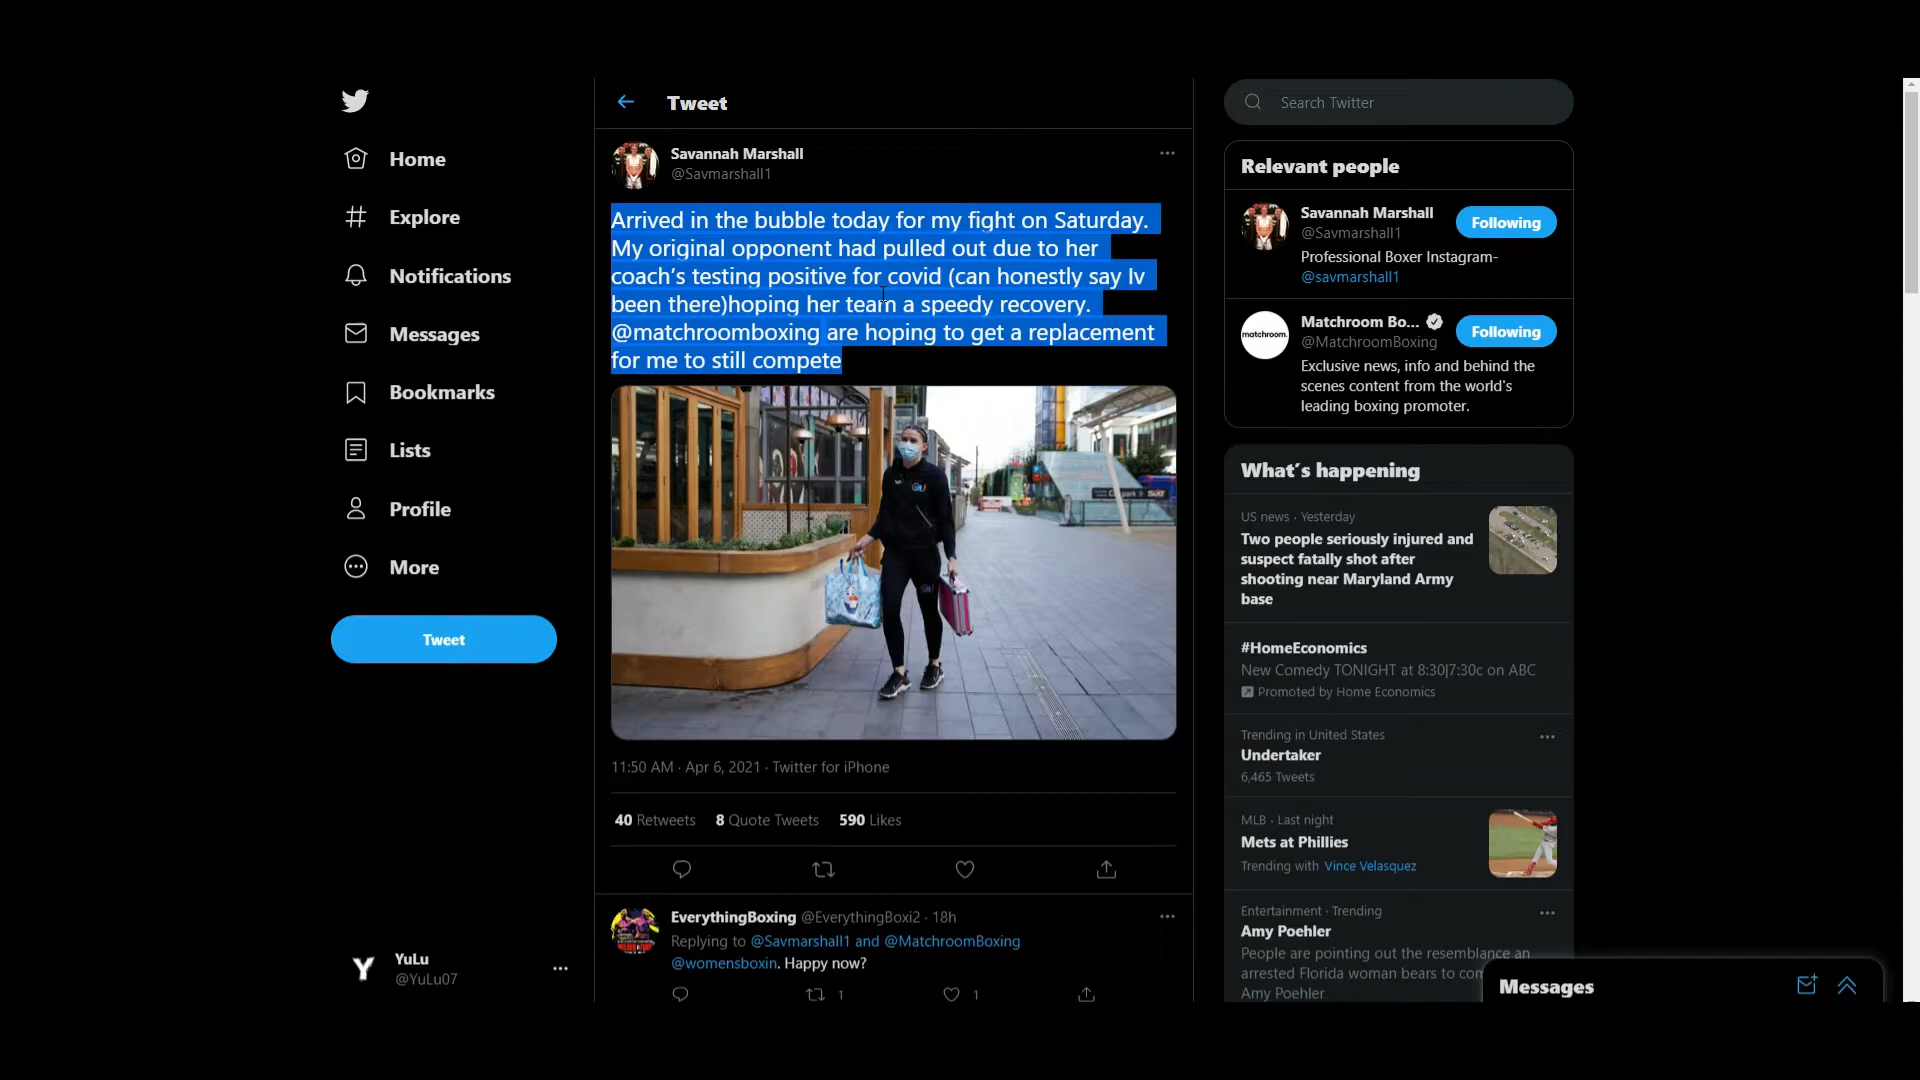 Home
Explore
Notifications
Messages
Bookmarks
Lists
Profile
More
Tweet
YuLu
@YuLu07
Tweet
Savannah Marshall
@Savmarshall1
Arrived in the bubble today for my fight on Saturday.
My original opponent had pulled out due to her
coach's testing positive for covid (can honestly say Iv
been there)hoping her team a speedy recovery.
@matchroomboxing are hoping to get a replacement
for me to still compete
11:50 AM · Apr 6, 2021 · Twitter for iPhone
40 Retweets 8 Quote Tweets 590 Likes
EverythingBoxing @EverythingBoxi2 · 18h
Replying to @Savmarshall1 and @MatchroomBoxing
@womensboxin. Happy now?
1 1
Search Twitter
Relevant people
Savannah Marshall
@Savmarshall1
Following
Professional Boxer Instagram-
@savmarshall1
matchroom.
Matchroom Bo...
@MatchroomBoxing
Following
Exclusive news, info and behind the
scenes content from the world's
leading boxing promoter.
What's happening
US news · Yesterday
Two people seriously injured and
suspect fatally shot after
shooting near Maryland Army
base
#HomeEconomics
New Comedy TONIGHT at 8:30|7:30c on ABC
Promoted by Home Economics
Trending in United States
Undertaker
6,465 Tweets
MLB · Last night
Mets at Phillies
Trending with Vince Velasquez
Entertainment · Trending
Amy Poehler
People are pointing out the resemblance an
arrested Florida woman bears to
Amy Poehler
Messages